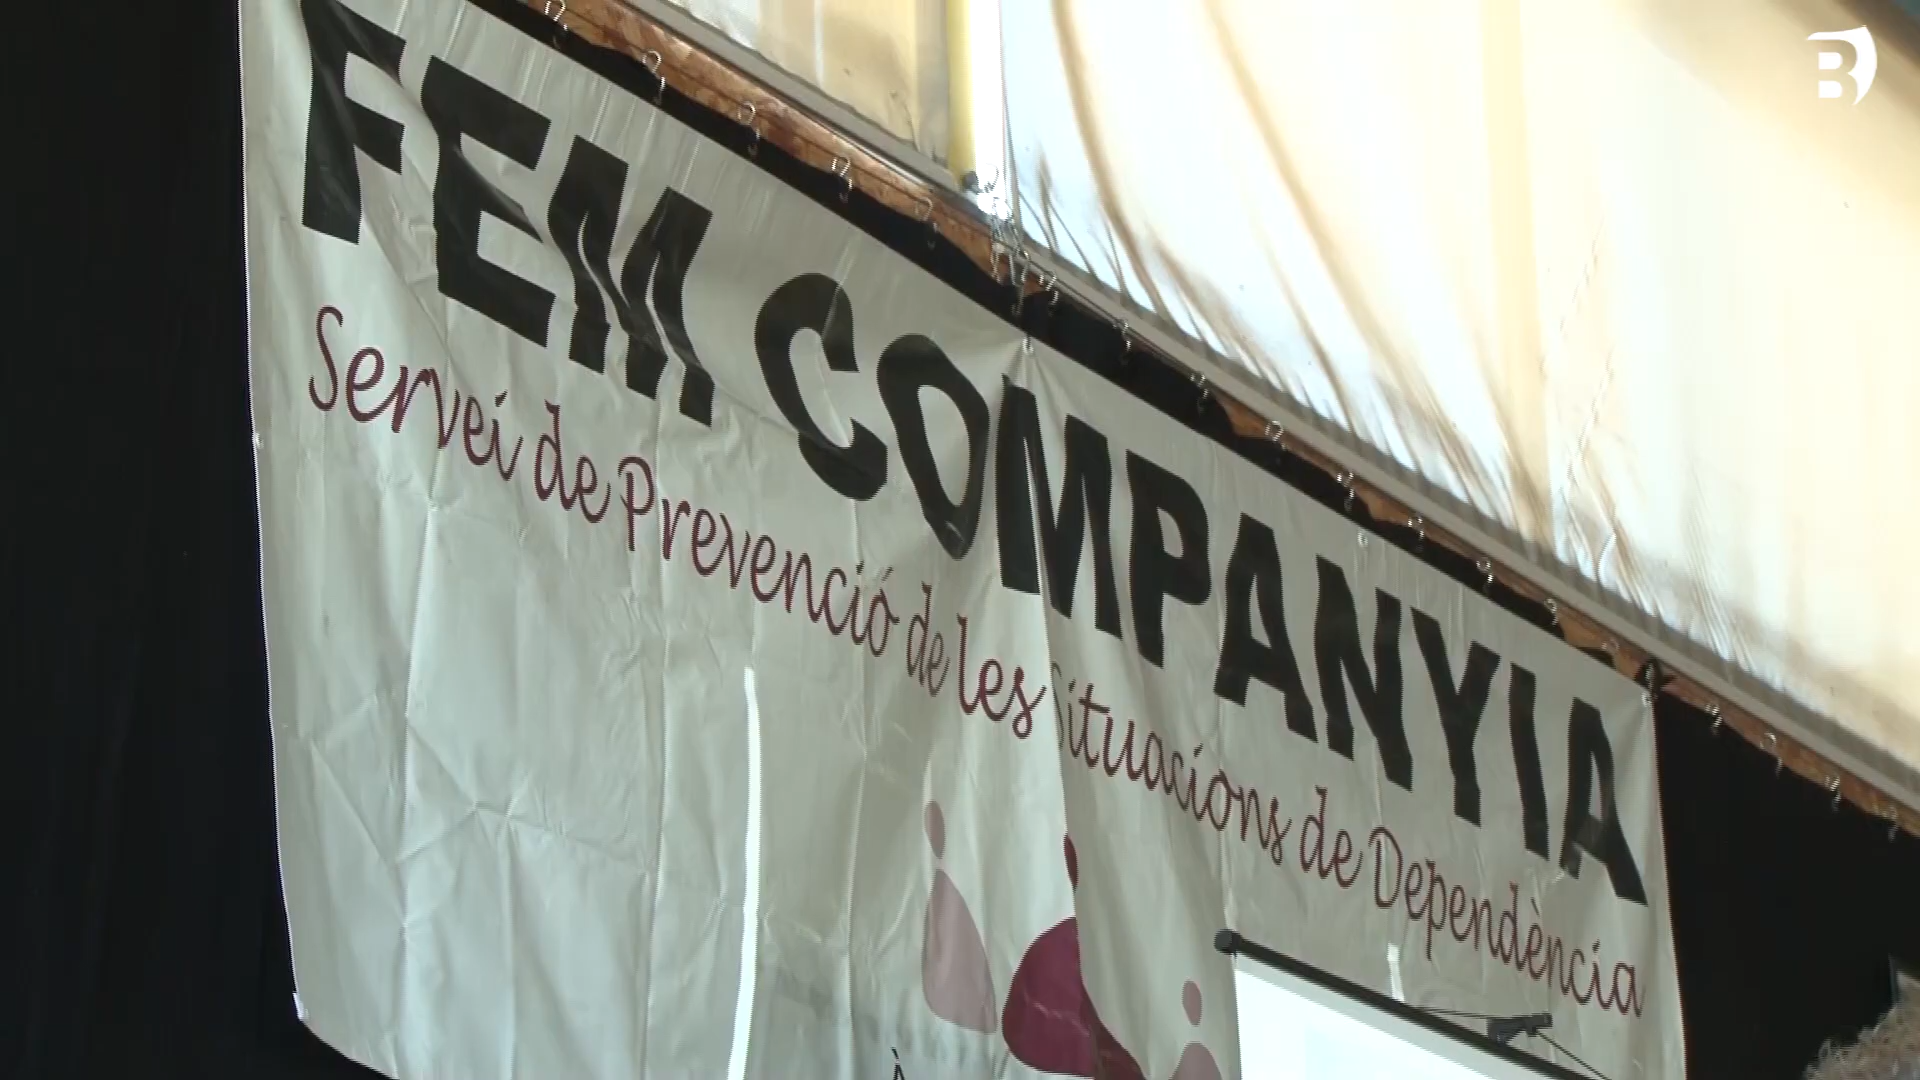 FEM COMPANYIA
Servei de Prevenció de les Situacions de Dependència
B